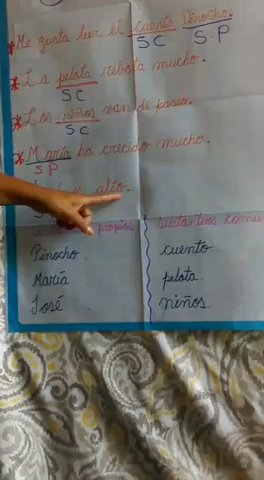 *Me gusta leer el cuento Pinocho.
SC S.P
*La pelota rebota mucho.
SC
*Los niños van de paseo.
SC
*María ha crecido mucho.
SP
alto.
propios Sustantivos comu
Pinocho. cuento.
María pelota.
José niños.